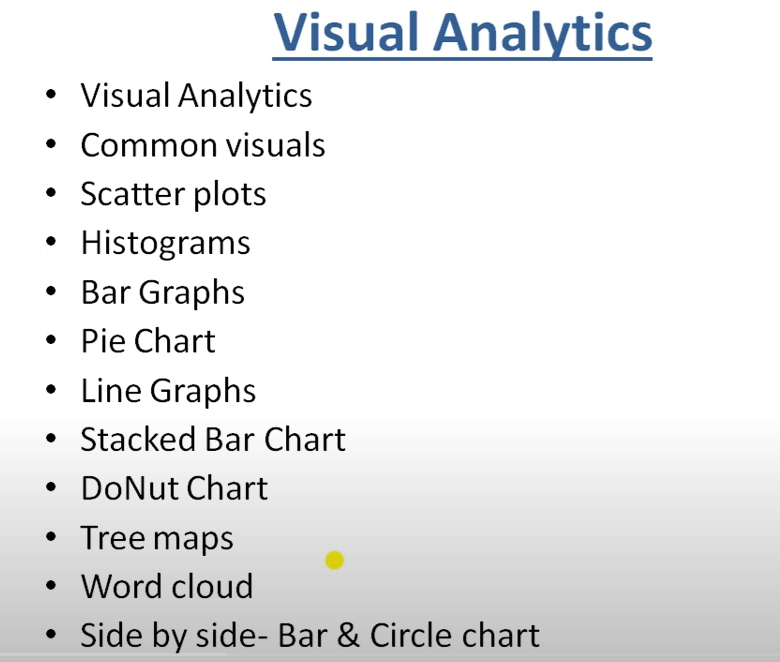 Visual Analytics
• Visual Analytics
• Common visuals
• Scatter plots
• Histograms
• Bar Graphs
• Pie Chart
• Line Graphs
• Stacked Bar Chart
• DoNut Chart
• Tree maps
• Word cloud
• Side by side- Bar & Circle chart